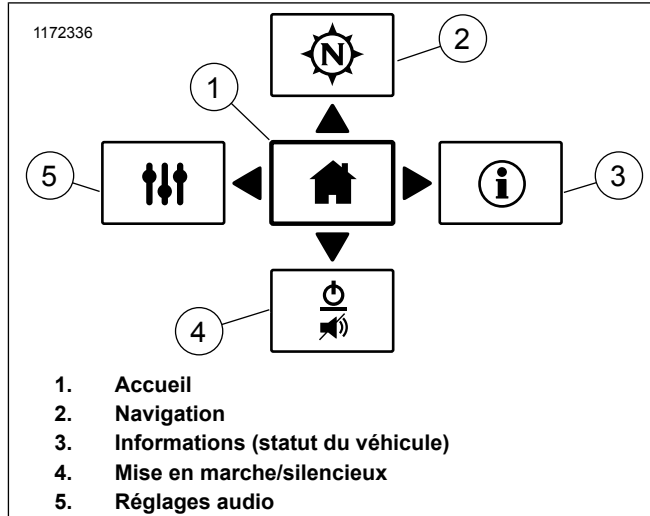 1172336
N
2
1
5
3
i
4
1. Accueil
2. Navigation
3. Informations (statut du véhicule)
4. Mise en marche/silencieux
5. Réglages audio